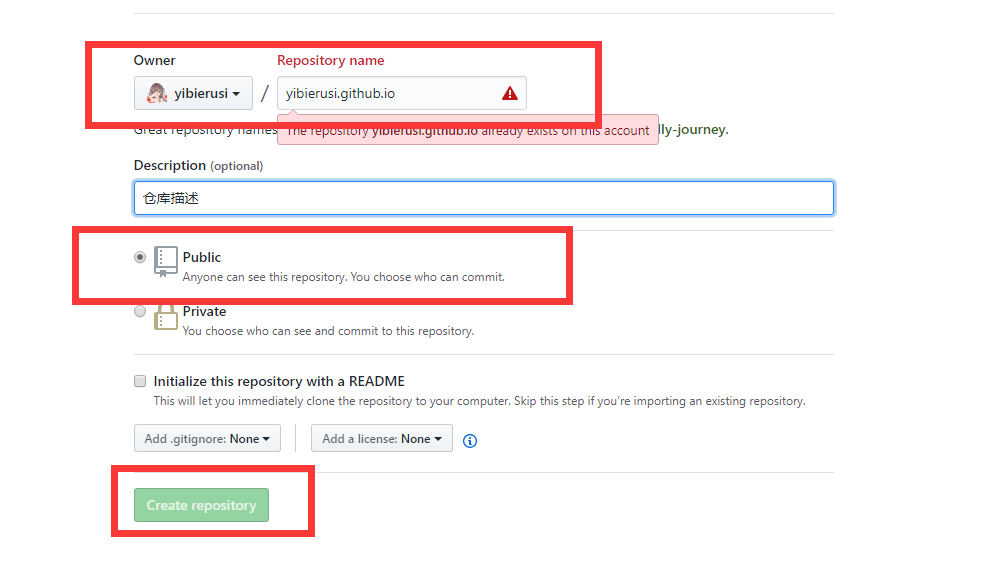 Owner Repository name
yibierusi / yibierusi.github.io
Great repository names
The repository yibierusi.github.io already exists on this account
lly-journey.
Description (optional)
仓库描述
Public
Anyone can see this repository. You choose who can commit.
Private
You choose who can see and commit to this repository.
Initialize this repository with a README
This will let you immediately clone the repository to your computer. Skip this step if you're importing an existing repository.
Add .gitignore: None Add a license: None
Create repository